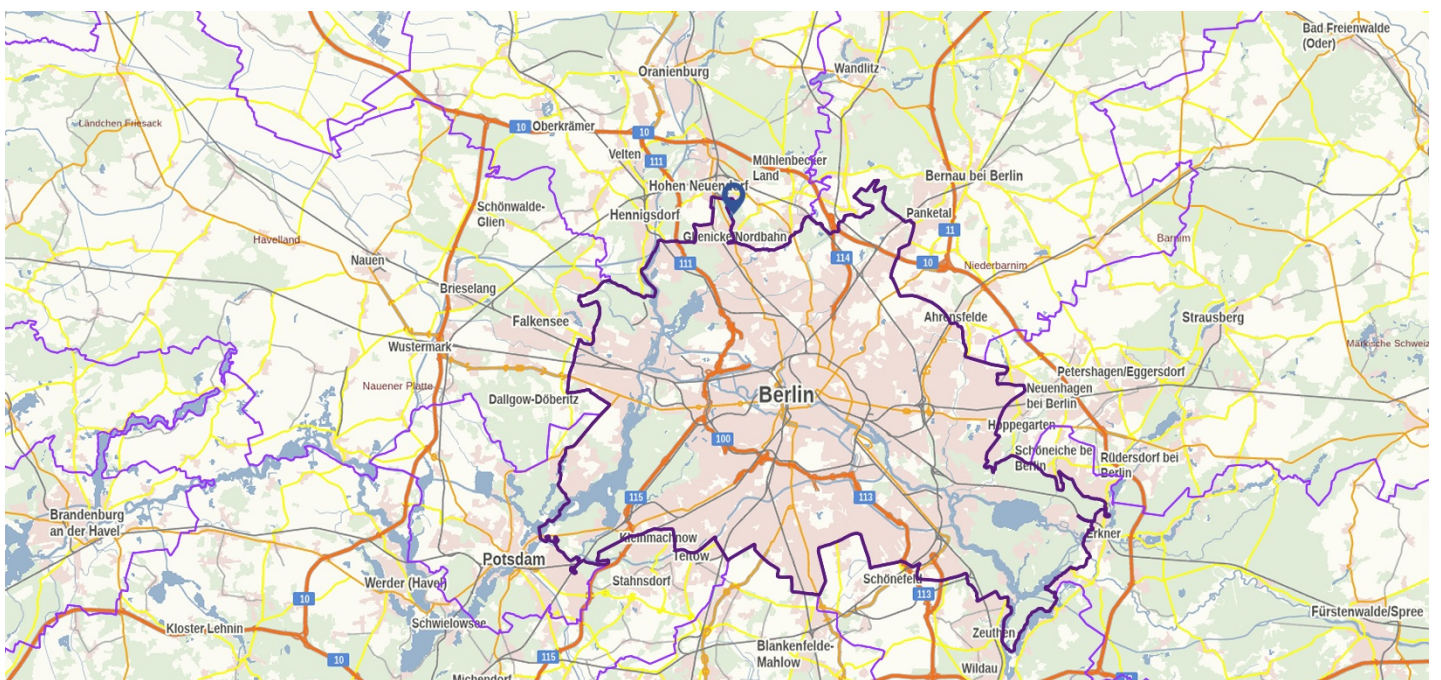 Bad Freienwalde
(Oder)
Oranienburg
Wandlitz
Ländchen Friesack
10
Oberkrämer
10
Velten
111
Mühlenbecker
Land
Bernau bei Berlin
Hohen Neuendorf
Schönwalde-
Glien
Hennigsdorf
Panketal
11
Havelland
Glienicke/Nordbahn
Barnim
Nauen
111
114
10
Niederbarnim
Brieselang
Falkensee
Ahrensfelde
Strausberg
Wustermark
Märkische Schweiz
Petershagen/Eggersdorf
Nauener Platte
Neuenhagen
bei Berlin
Dallgow-Döberitz
Berlin
Hoppegarten
100
Schöneiche be
Berlin
Rüdersdorf bei
Berlin
115
113
Brandenburg
an der Havel
Erkner
Kleinmachnow
Teltow
Potsdam
Werder (Havel)
Stahnsdorf
Schönefeld
113
10
Fürstenwalde/Spree
Kloster Lehnin
Schwielowsee
Zeuthen
Blankenfelde-
Mahlow
115
10
Wildau
Michendorf